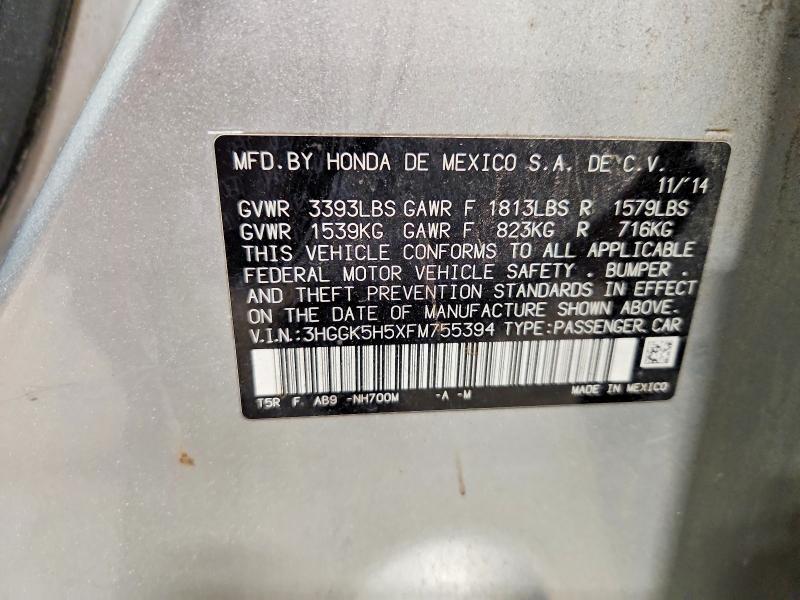 MFD.BY HONDA DE MEXICO S.A. DE C.V.
11/'14
GVWR 3393LBS GAWR F 1813LBS R 1579LBS
GVWR 1539KG GAWR F 823KG R 716KG
THIS VEHICLE CONFORMS TO ALL APPLICABLE
FEDERAL MOTOR VEHICLE SAFETY . BUMPER .
AND THEFT PREVENTION STANDARDS IN EFFECT
ON THE DATE OF MANUFACTURE SHOWN ABOVE.
V.I.N.:3HGGK5H5XFM755394 TYPE:PASSENGER CAR
T5R F AB9 -NH700M -A -M MADE IN MEXICO